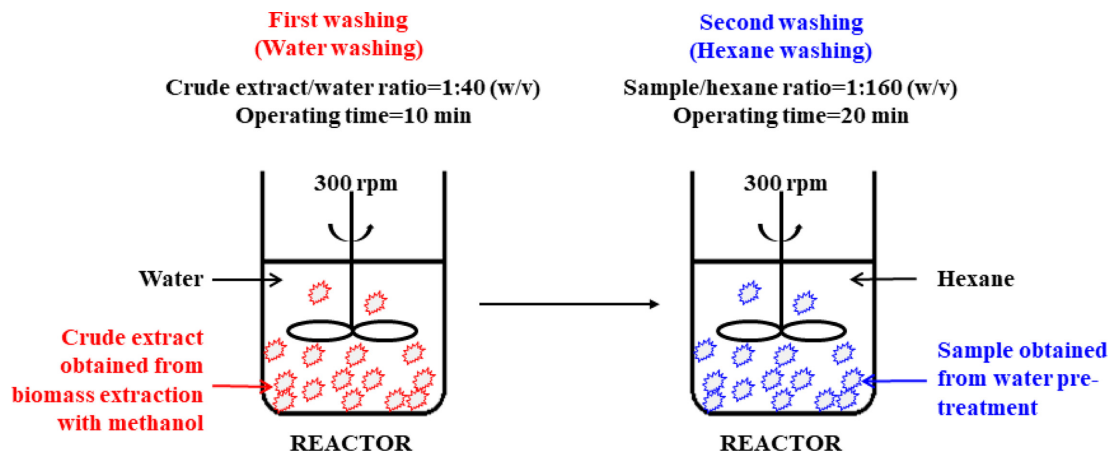 First washing
(Water washing)
Crude extract/water ratio=1:40 (w/v)
Operating time=10 min
300 rpm
Water
Crude extract
obtained from
biomass extraction
with methanol
REACTOR
Second washing
(Hexane washing)
Sample/hexane ratio=1:160 (w/v)
Operating time=20 min
300 rpm
Hexane
Sample obtained
from water pre-
treatment
REACTOR